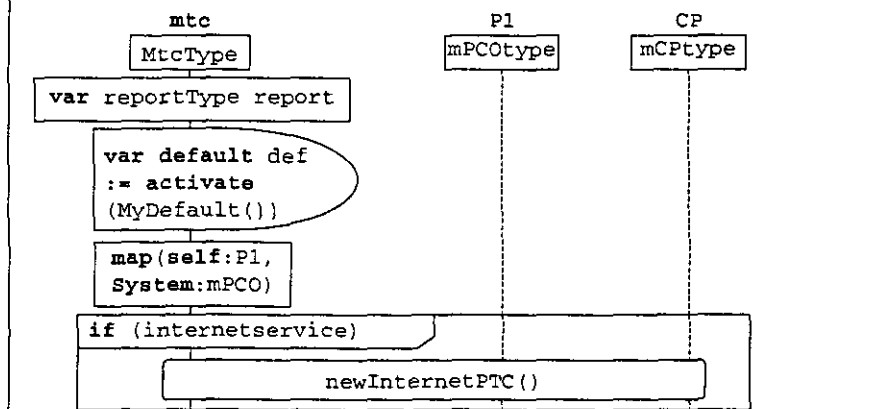 mtc P1 CP
MtcType mPCOtype mCPtype
var reportType report
var default def
:= activate
(MyDefault())
map(self:P1,
System:mPCO)
if (internetservice)
newInternetPTC()